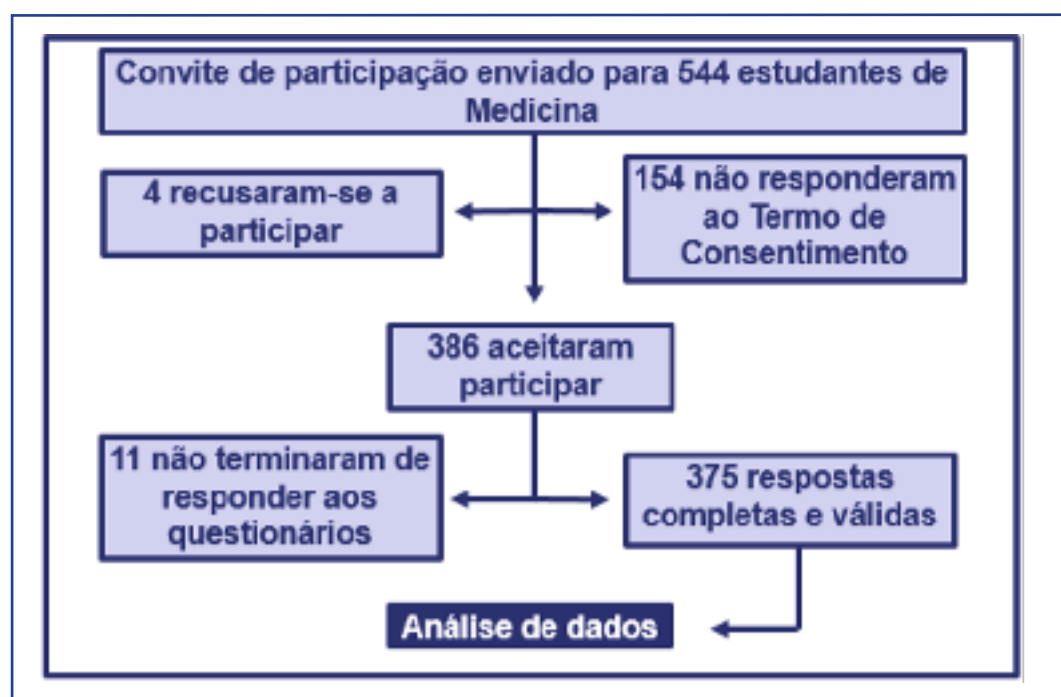 Convite de participação enviado para 544 estudantes de
Medicina
4 recusaram-se a
participar
154 não responderam
ao Termo de
Consentimento
386 aceitaram
participar
11 não terminaram de
responder aos
questionários
375 respostas
completas e válidas
Análise de dados